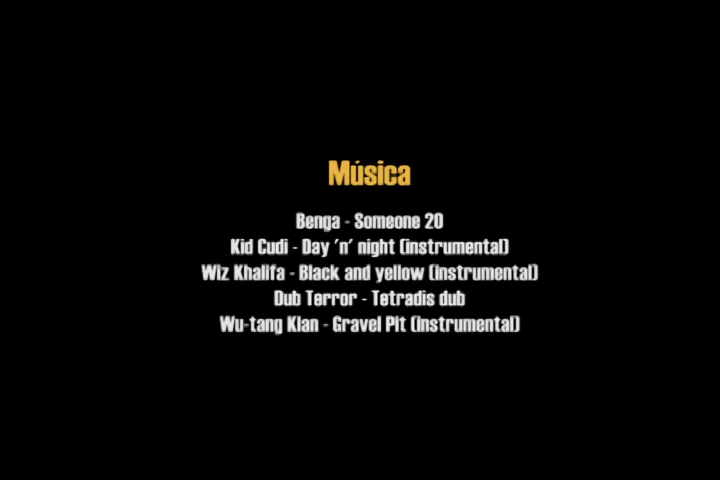 Música
Benga - Someone 20
Kid Cudi - Day 'n' night (instrumental)
Wiz Khalifa - Black and yellow (instrumental)
Dub Terror - Tetradis dub
Wu-tang Klan - Gravel Pit (instrumental)